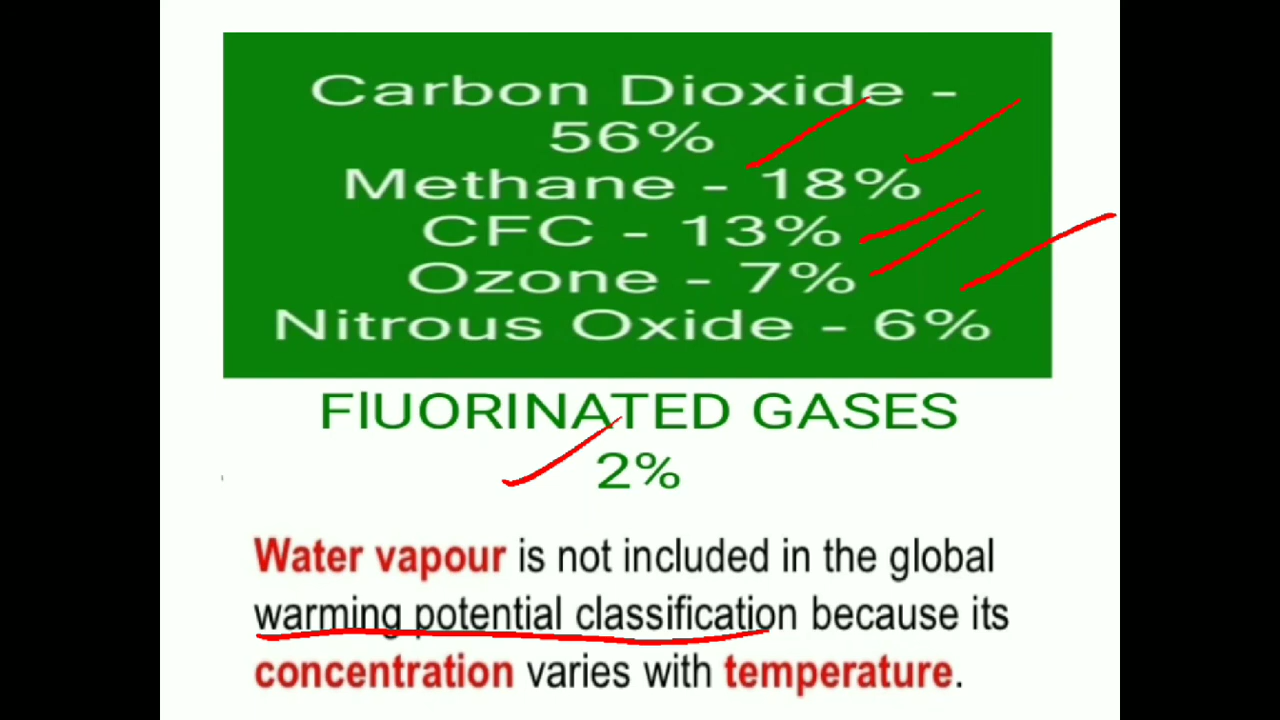 Carbon Dioxide -
56%
Methane - 18%
CFC - 13%
Ozone - 7%
Nitrous Oxide - 6%
FlUORINATED GASES
2%
Water vapour is not included in the global
warming potential classification because its
concentration varies with temperature.